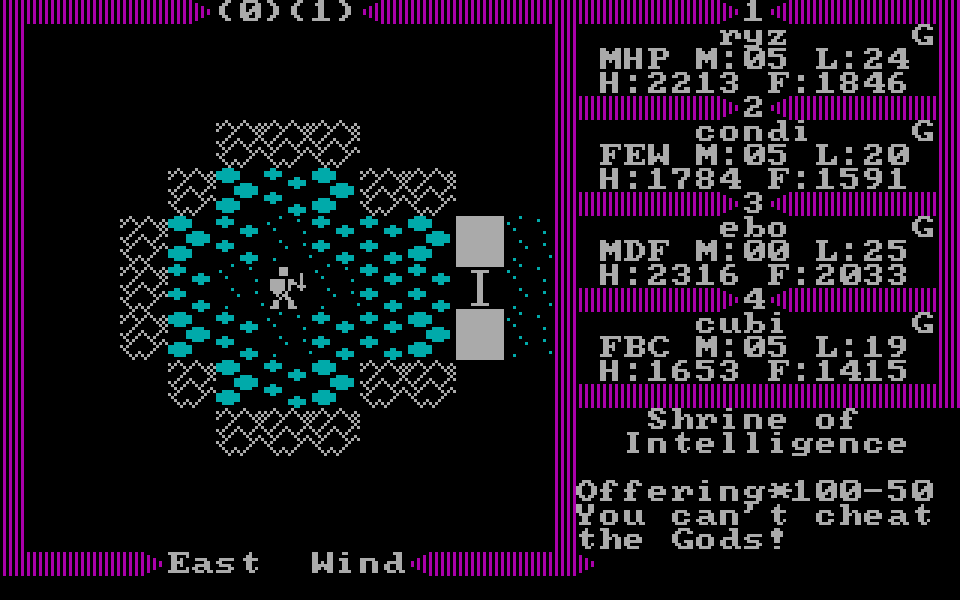 (0)(1)
1
ryz G
MHP M:05 L:24
H:2213 F:1846
2
condi G
FEW M:05 L:20
H:1784 F:1591
3
ebo G
MDF M:00 L:25
H:2316 F:2033
4
cubi G
FBC M:05 L:19
H:1653 F:1415
I
Shrine of
Intelligence
Offering*100-50
You can't cheat
the Gods!
East Wind